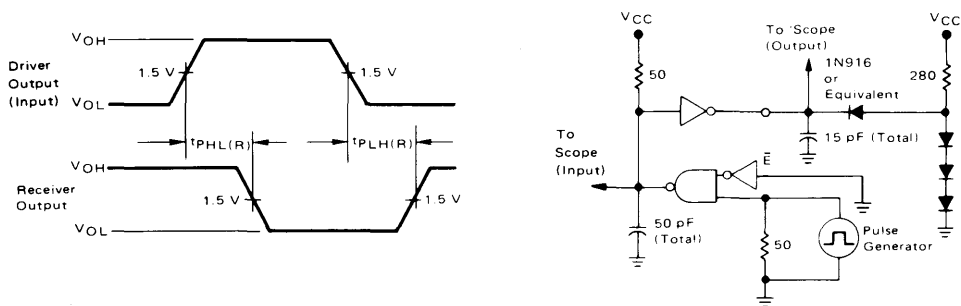 VOH
Driver
Output
(Input)
1.5 V
1.5 V
VOL
tPHL(R)
tPLH(R)
VOH
Receiver
Output
1.5 V
1.5 V
VOL
VCC
50
To Scope
(Output)
1N916
or
Equivalent
VCC
280
15 pF (Total)
To
Scope
(Input)
E̅
50 pF
(Total)
50
Pulse
Generator